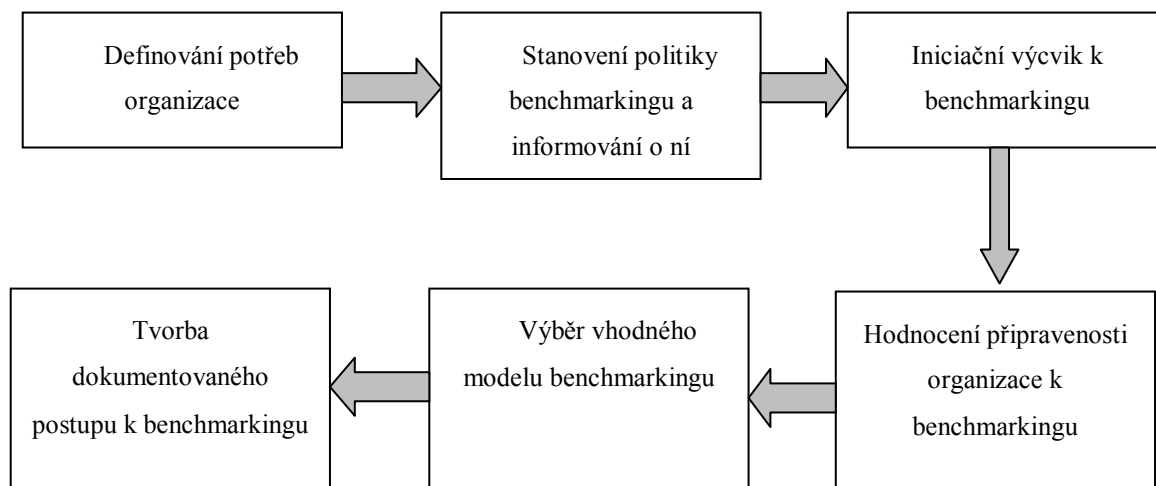 Definování potřeb
organizace
Stanovení politiky
benchmarkingu a
informování o ní
Iniciační výcvik k
benchmarkingu
Hodnocení připravenosti
organizace k
benchmarkingu
Výběr vhodného
modelu benchmarkingu
Tvorba
dokumentovaného
postupu k benchmarkingu